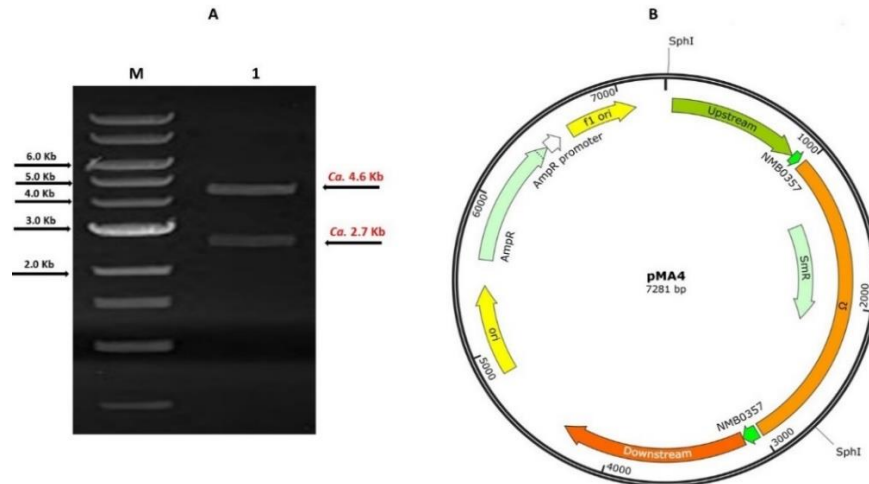 A
M
1
6.0 Kb
5.0 Kb
4.0 Kb
3.0 Kb
2.0 Kb
Ca. 4.6 Kb
Ca. 2.7 Kb
B
SphI
7000
f1 ori
Upstream
1000
AmpR promoter
NMB0357
6000
AmpR
SmR
pMA4
7281 bp
Ω
2000
ori
5000
NMB0357
3000
SphI
Downstream
4000